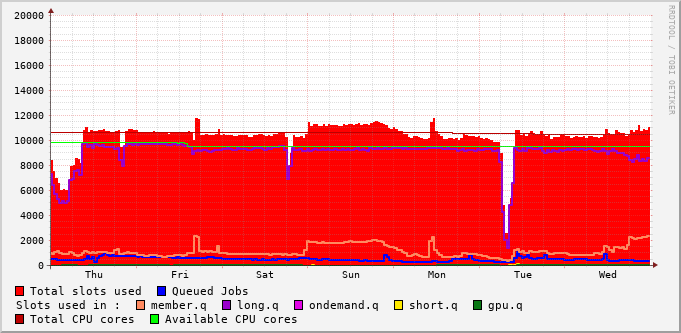 20000
18000
16000
14000
12000
10000
8000
6000
4000
2000
0
Thu Fri Sat Sun Mon Tue Wed
RRDTOOL / TOBI OETIKER
Total slots used Queued Jobs
Slots used in : member.q long.q ondemand.q short.q gpu.q
Total CPU cores Available CPU cores